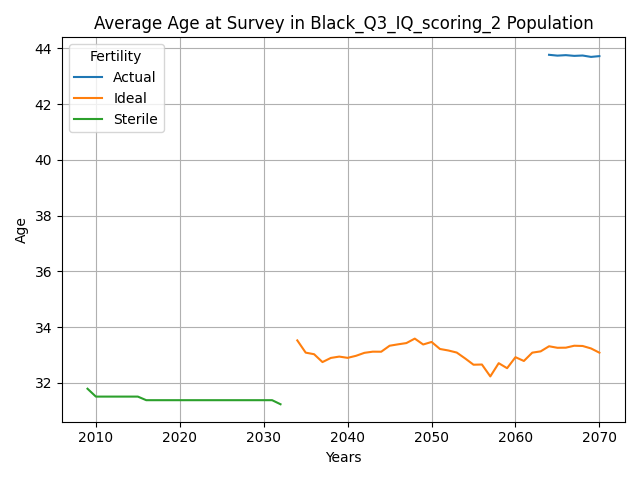 Average Age at Survey in Black_Q3_IQ_scoring_2 Population
Fertility
Actual
Ideal
Sterile
44
42
40
38
36
34
32
Age
2010 2020 2030 2040 2050 2060 2070
Years